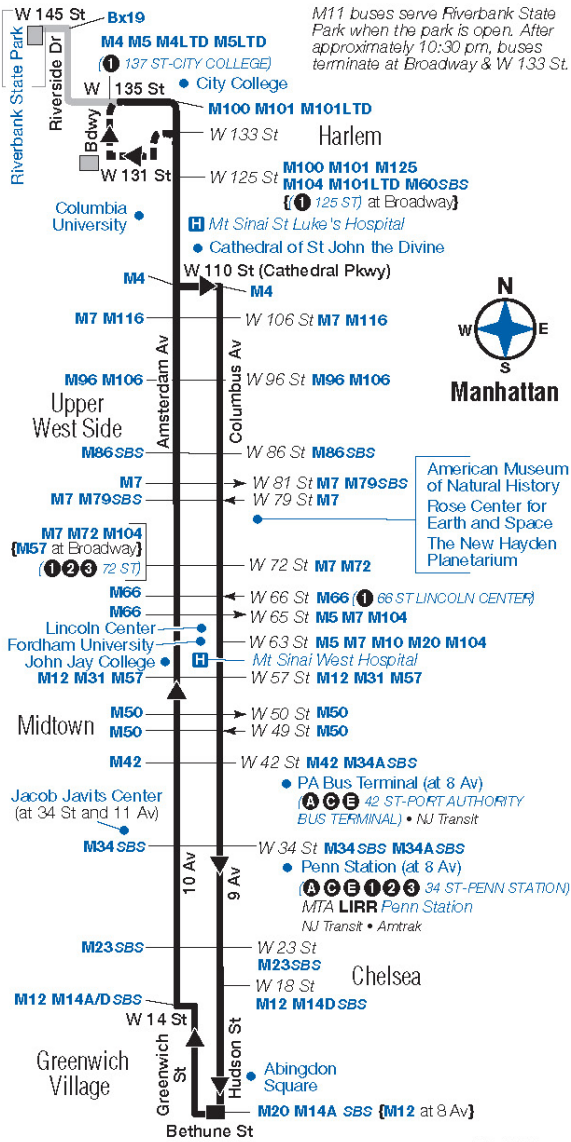 W 145 St
Bx19
M11 buses serve Riverbank State
Park when the park is open. After
approximately 10:30 pm, buses
terminate at Broadway & W 133 St.
Riverbank State Park
Riverside Dr
M4 M5 M4LTD M5LTD
(1 137 ST-CITY COLLEGE)
City College
W 135 St
M100 M101 M101LTD
Bdwy
W 133 St
Harlem
W 131 St
W 125 St
M100 M101 M125
M104 M101LTD M60SBS
{(1 125 ST) at Broadway}
Columbia
University
H Mt Sinai St Luke's Hospital
Cathedral of St John the Divine
W 110 St (Cathedral Pkwy)
M4
M4
M7 M116
W 106 St M7 M116
Amsterdam Av
Columbus Av
N
W
E
S
Manhattan
M96 M106
W 96 St M96 M106
Upper
West Side
M86SBS
W 86 St M86SBS
M7
W 81 St M7 M79SBS
M7 M79SBS
W 79 St M7
American Museum
of Natural History
Rose Center for
Earth and Space
The New Hayden
Planetarium
M7 M72 M104
{M57 at Broadway}
(1 2 3 72 ST)
W 72 St M7 M72
M66
W 66 St M66 (1 66 ST LINCOLN CENTER)
M66
W 65 St M5 M7 M104
Lincoln Center
Fordham University
W 63 St M5 M7 M10 M20 M104
John Jay College
H Mt Sinai West Hospital
M12 M31 M57
W 57 St M12 M31 M57
Midtown
M50
W 50 St M50
M50
W 49 St M50
M42
W 42 St M42 M34ASBS
PA Bus Terminal (at 8 Av)
(A C E 42 ST-PORT AUTHORITY
BUS TERMINAL) • NJ Transit
Jacob Javits Center
(at 34 St and 11 Av)
M34SBS
W 34 St M34SBS M34ASBS
10 Av
9 Av
Penn Station (at 8 Av)
(A C E 1 2 3 34 ST-PENN STATION)
MTA LIRR Penn Station
NJ Transit • Amtrak
M23SBS
W 23 St
M23SBS
Chelsea
W 18 St
M12 M14DSBS
M12 M14A/DSBS
W 14 St
Greenwich
Village
Greenwich
St
Hudson St
Abingdon
Square
M20 M14A SBS {M12 at 8 Av}
Bethune St